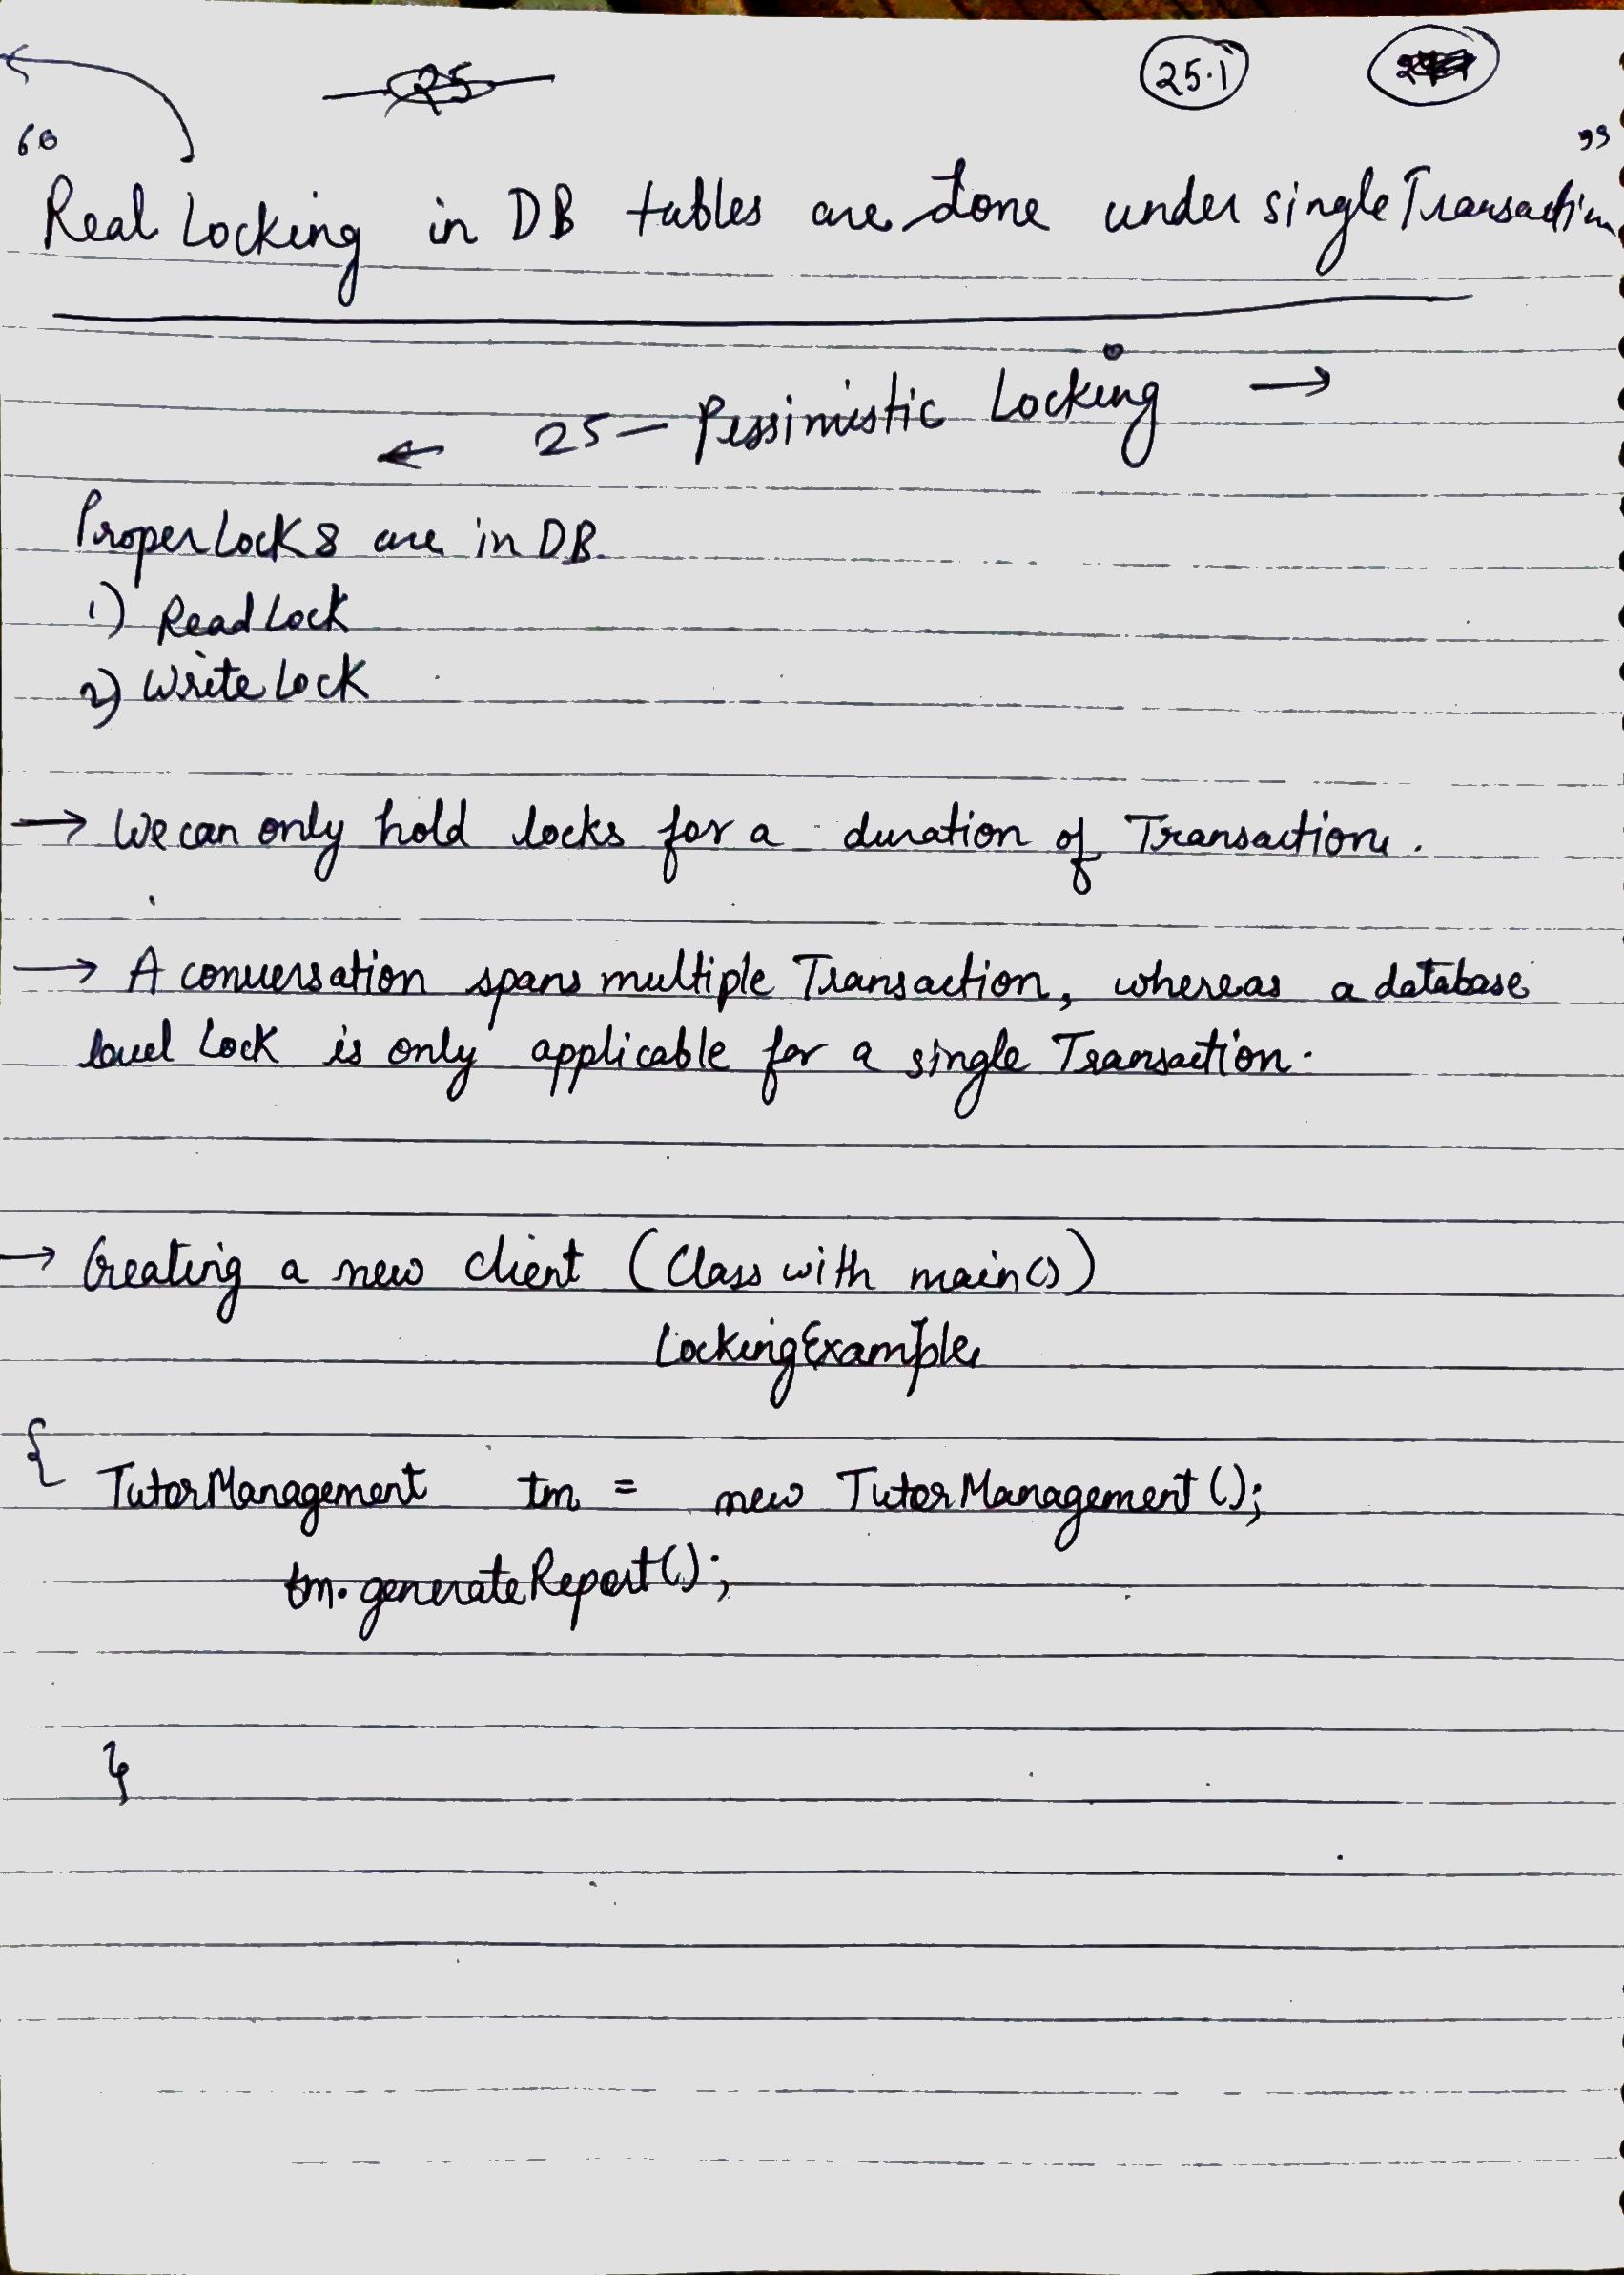 25
25.1
“ ”
Real Locking in DB tables are done under single Transaction
← 25 — Pessimistic Locking →
Proper Locks are in DB.
1) Read Lock
2) Write Lock
→ We can only hold locks for a duration of Transaction.
→ A conversation spans multiple Transaction, whereas a database
level Lock is only applicable for a single Transaction.
→ Creating a new client (Class with main())
LockingExample
{
TutorManagement tm = new TutorManagement();
tm.generateReport();
}